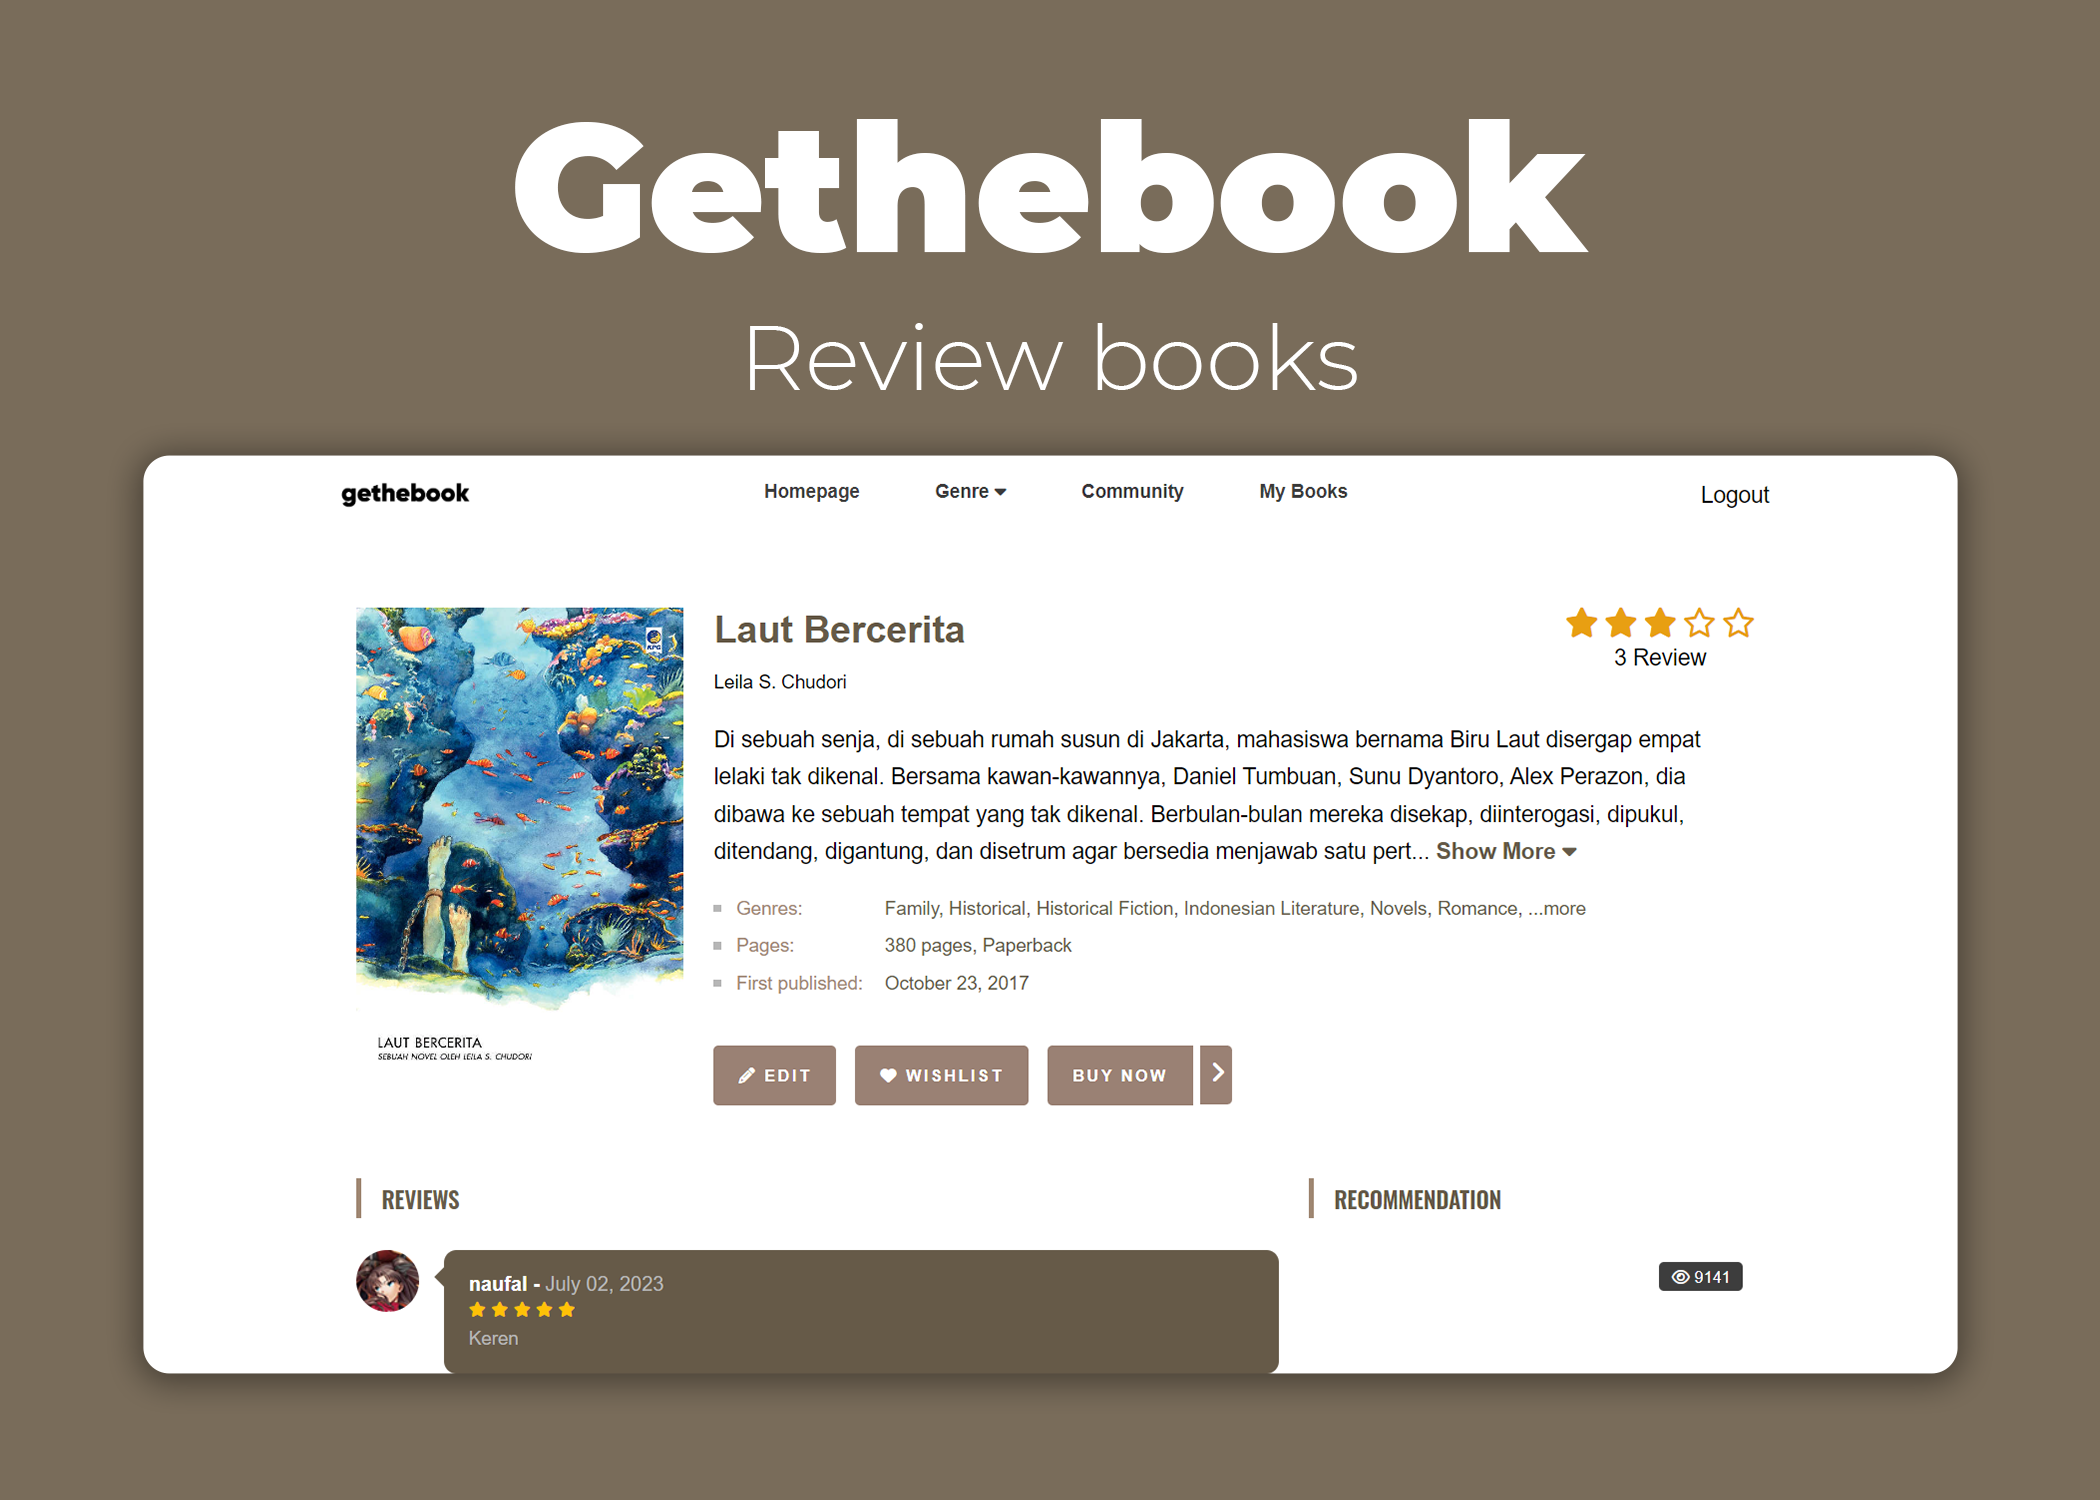 Gethebook
Review books
gethebook
Homepage
Genre
Community
My Books
Logout
KPG
LAUT BERCERITA
SEBUAH NOVEL OLEH LEILA S. CHUDORI
Laut Bercerita
3 Review
Leila S. Chudori
Di sebuah senja, di sebuah rumah susun di Jakarta, mahasiswa bernama Biru Laut disergap empat
lelaki tak dikenal. Bersama kawan-kawannya, Daniel Tumbuan, Sunu Dyantoro, Alex Perazon, dia
dibawa ke sebuah tempat yang tak dikenal. Berbulan-bulan mereka disekap, diinterogasi, dipukul,
ditendang, digantung, dan disetrum agar bersedia menjawab satu pert... Show More
Genres: Family, Historical, Historical Fiction, Indonesian Literature, Novels, Romance, ...more
Pages: 380 pages, Paperback
First published: October 23, 2017
EDIT
WISHLIST
BUY NOW
REVIEWS
naufal - July 02, 2023
Keren
RECOMMENDATION
9141